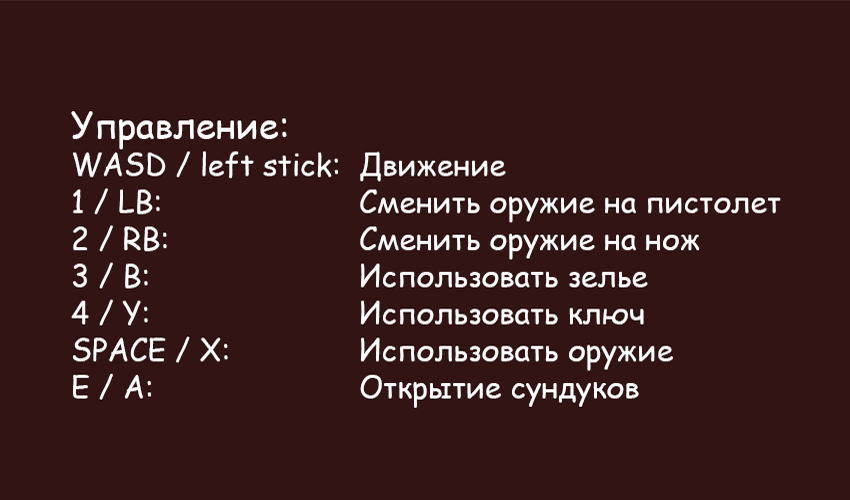 Управление:
WASD / left stick: Движение
1 / LB: Сменить оружие на пистолет
2 / RB: Сменить оружие на нож
3 / B: Использовать зелье
4 / Y: Использовать ключ
SPACE / X: Использовать оружие
E / A: Открытие сундуков